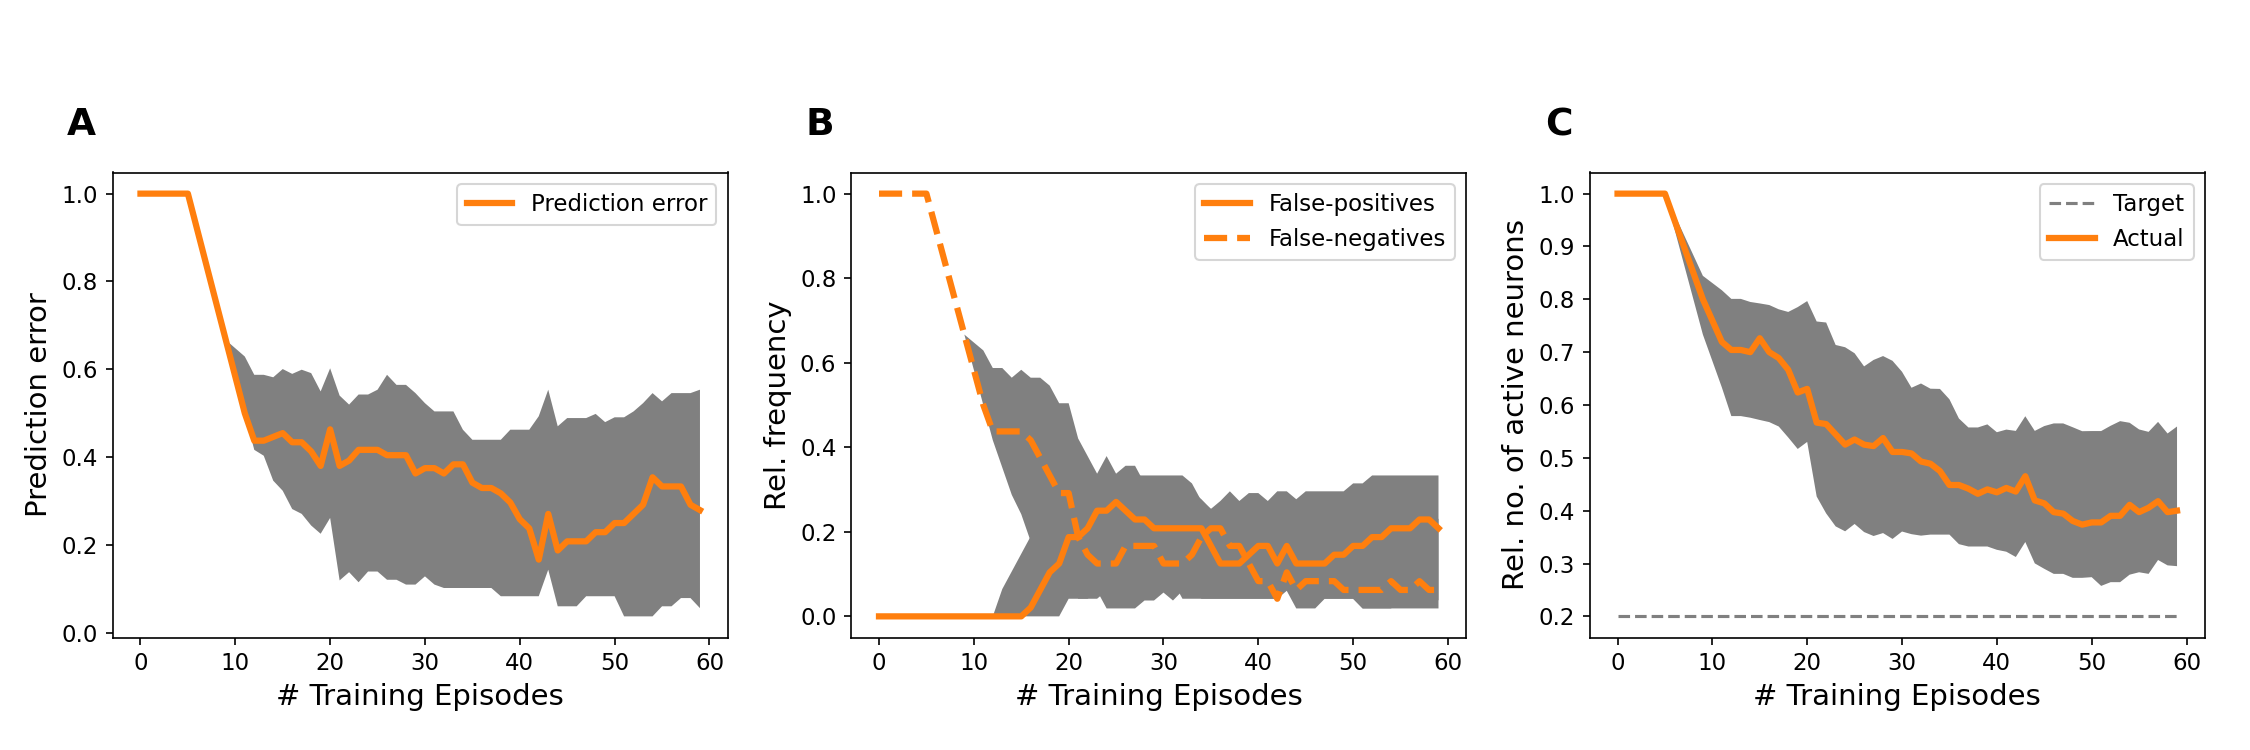 A
Prediction error
1.0
0.8
0.6
0.4
0.2
0.0
0 10 20 30 40 50 60
# Training Episodes
Prediction error
B
False-positives
False-negatives
1.0
0.8
0.6
0.4
0.2
0.0
0 10 20 30 40 50 60
# Training Episodes
Rel. frequency
C
Target
Actual
1.0
0.9
0.8
0.7
0.6
0.5
0.4
0.3
0.2
0 10 20 30 40 50 60
# Training Episodes
Rel. no. of active neurons